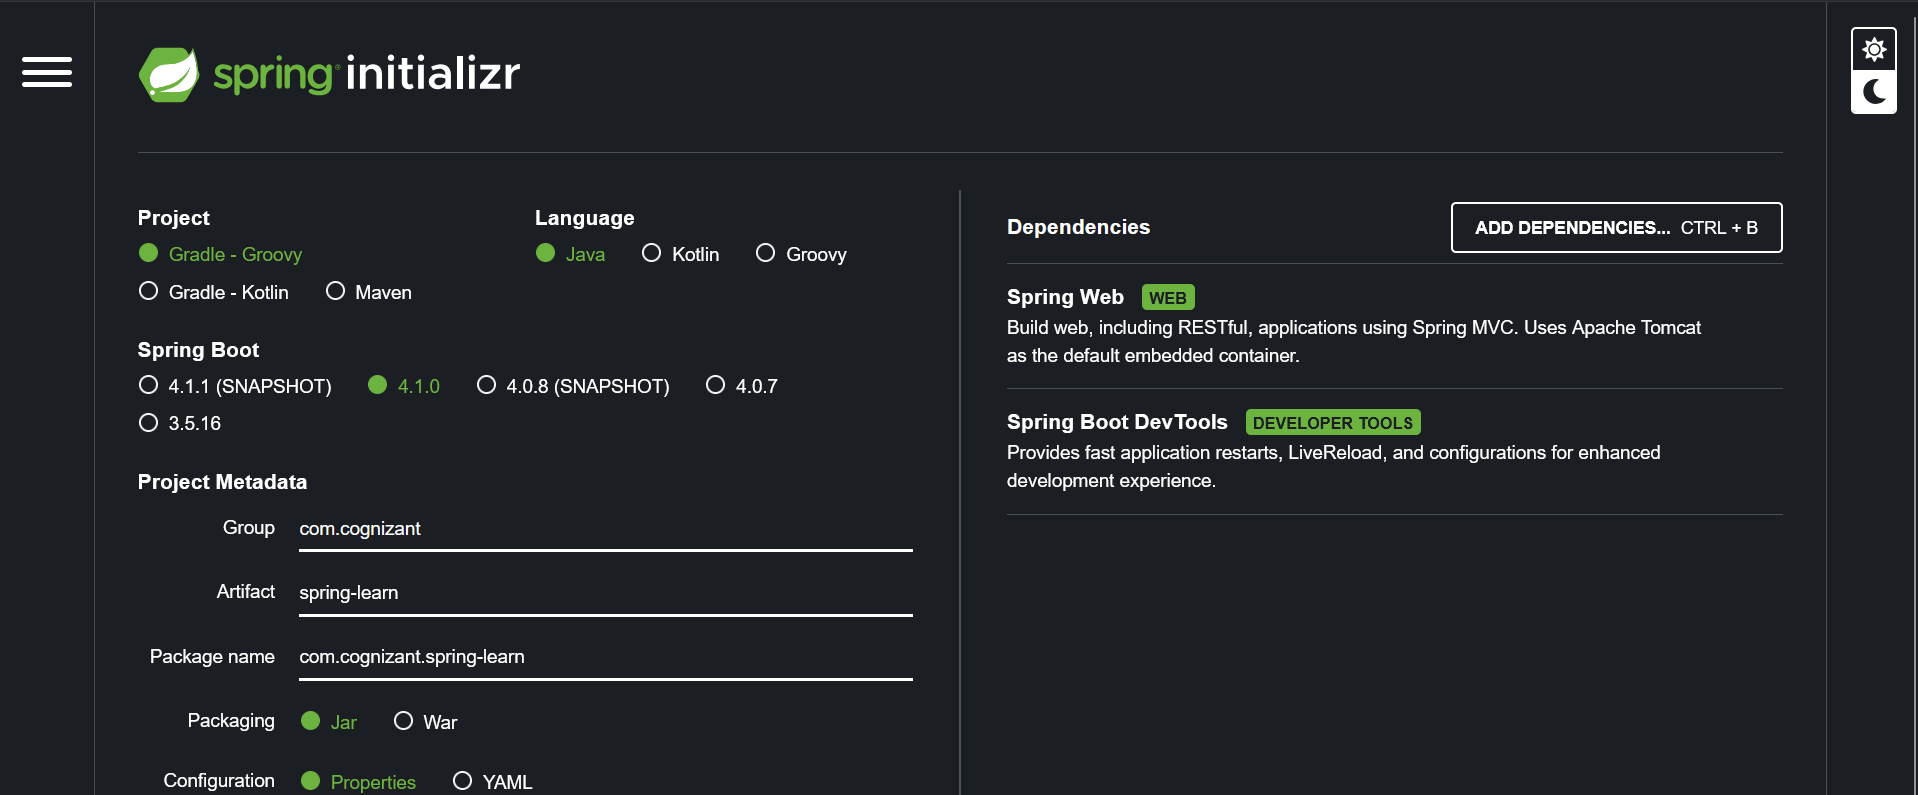 spring initializr
Project
Gradle - Groovy
Gradle - Kotlin Maven
Language
Java Kotlin Groovy
Spring Boot
4.1.1 (SNAPSHOT) 4.1.0 4.0.8 (SNAPSHOT) 4.0.7
3.5.16
Project Metadata
Group com.cognizant
Artifact spring-learn
Package name com.cognizant.spring-learn
Packaging Jar War
Configuration Properties YAML
Dependencies ADD DEPENDENCIES... CTRL + B
Spring Web WEB
Build web, including RESTful, applications using Spring MVC. Uses Apache Tomcat
as the default embedded container.
Spring Boot DevTools DEVELOPER TOOLS
Provides fast application restarts, LiveReload, and configurations for enhanced
development experience.